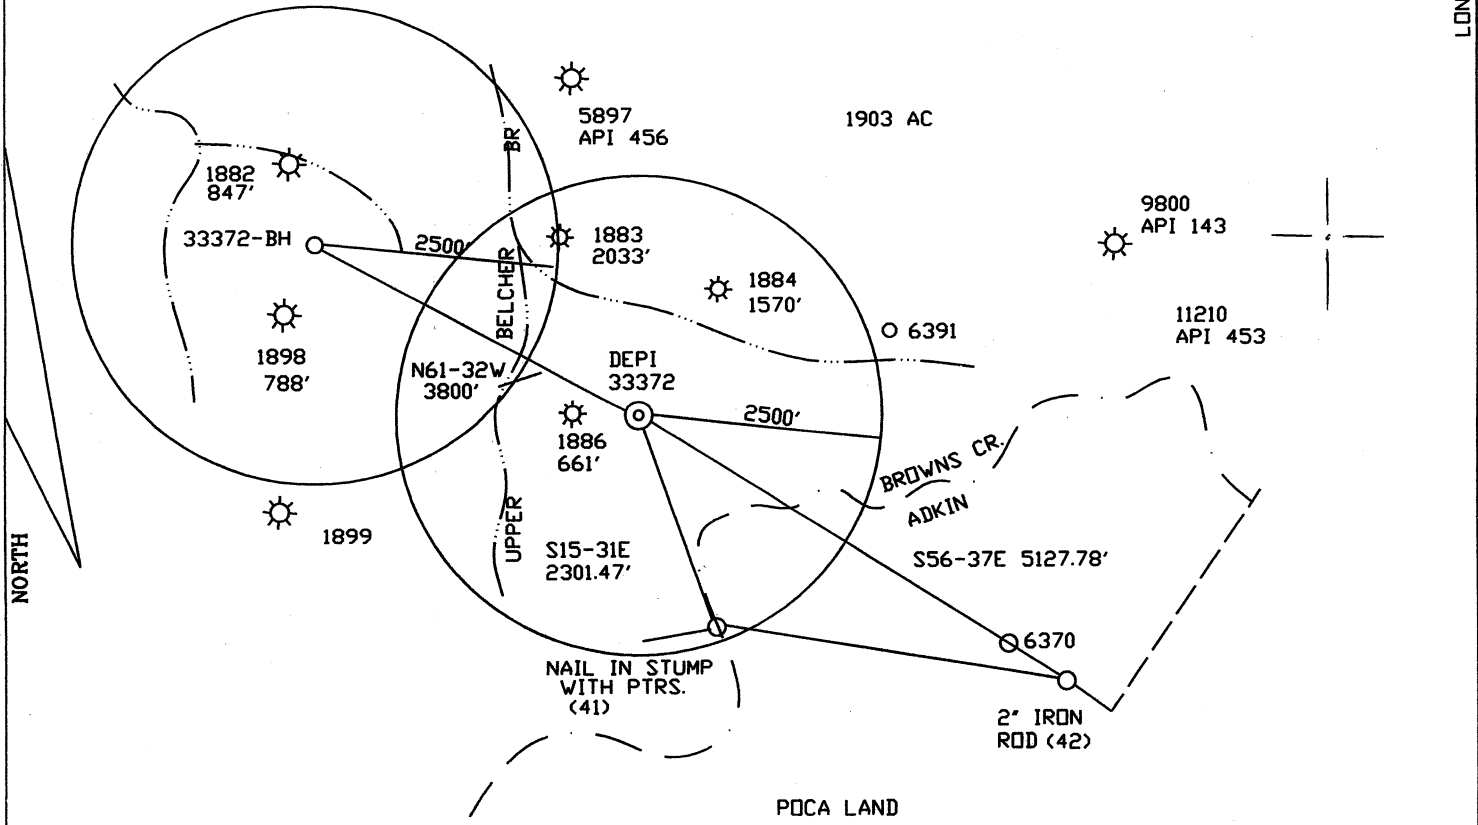 LON
5897
API 456
1903 AC
BR
1882
847'
9800
API 143
33372-BH
2500'
1883
2033'
BELCHER
1884
1570'
11210
API 453
6391
1898
788'
N61-32W
3800'
DEPI
33372
2500'
1886
661'
BROWNS CR.
ADKIN
1899
UPPER
S15-31E
2301.47'
S56-37E 5127.78'
NORTH
6370
NAIL IN STUMP
WITH PTRS.
(41)
2" IRON
ROD (42)
POCA LAND